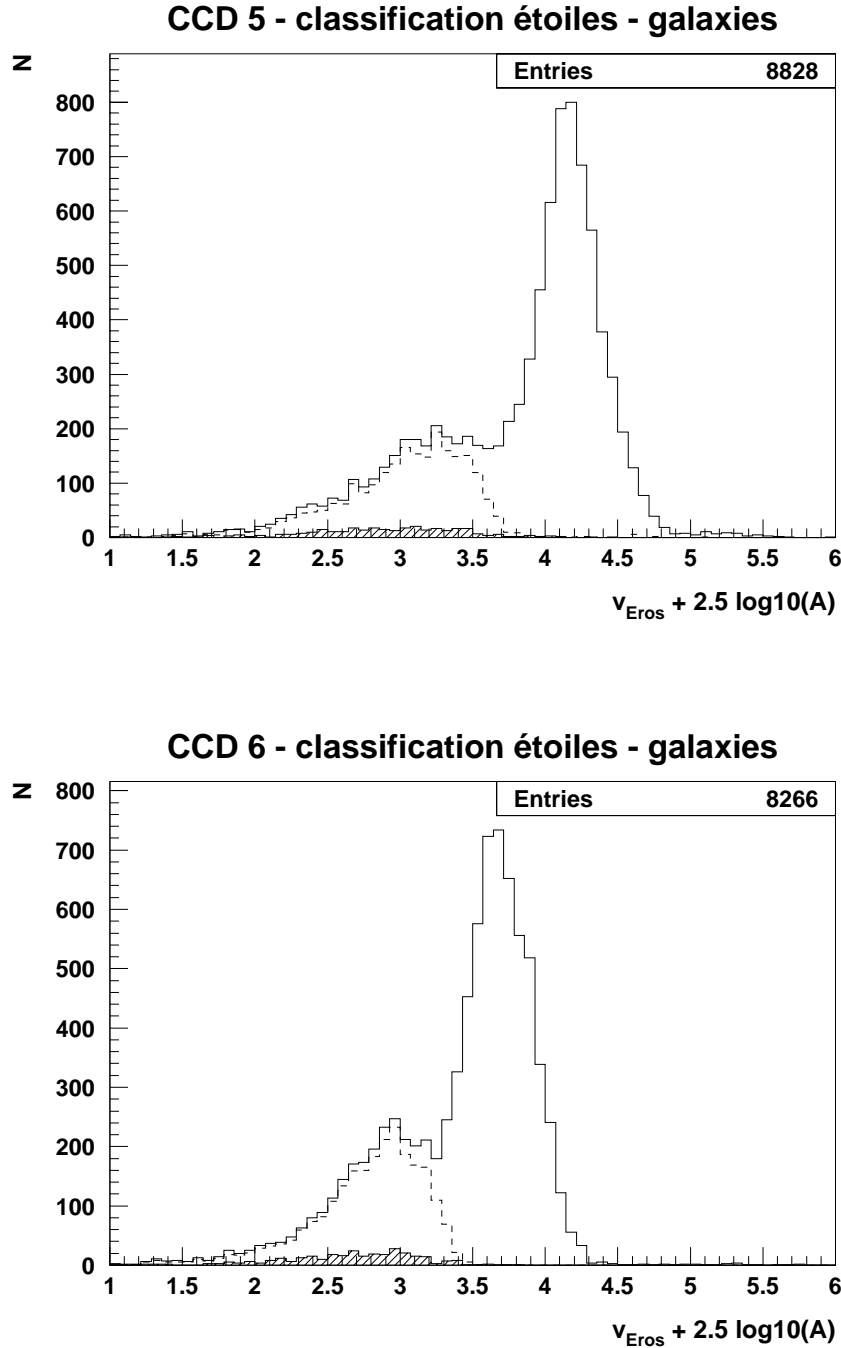 CCD 5 - classification étoiles - galaxies
N
Entries 8828
800
700
600
500
400
300
200
100
0
1 1.5 2 2.5 3 3.5 4 4.5 5 5.5 6
vEros + 2.5 log10(A)
CCD 6 - classification étoiles - galaxies
N
Entries 8266
800
700
600
500
400
300
200
100
0
1 1.5 2 2.5 3 3.5 4 4.5 5 5.5 6
vEros + 2.5 log10(A)